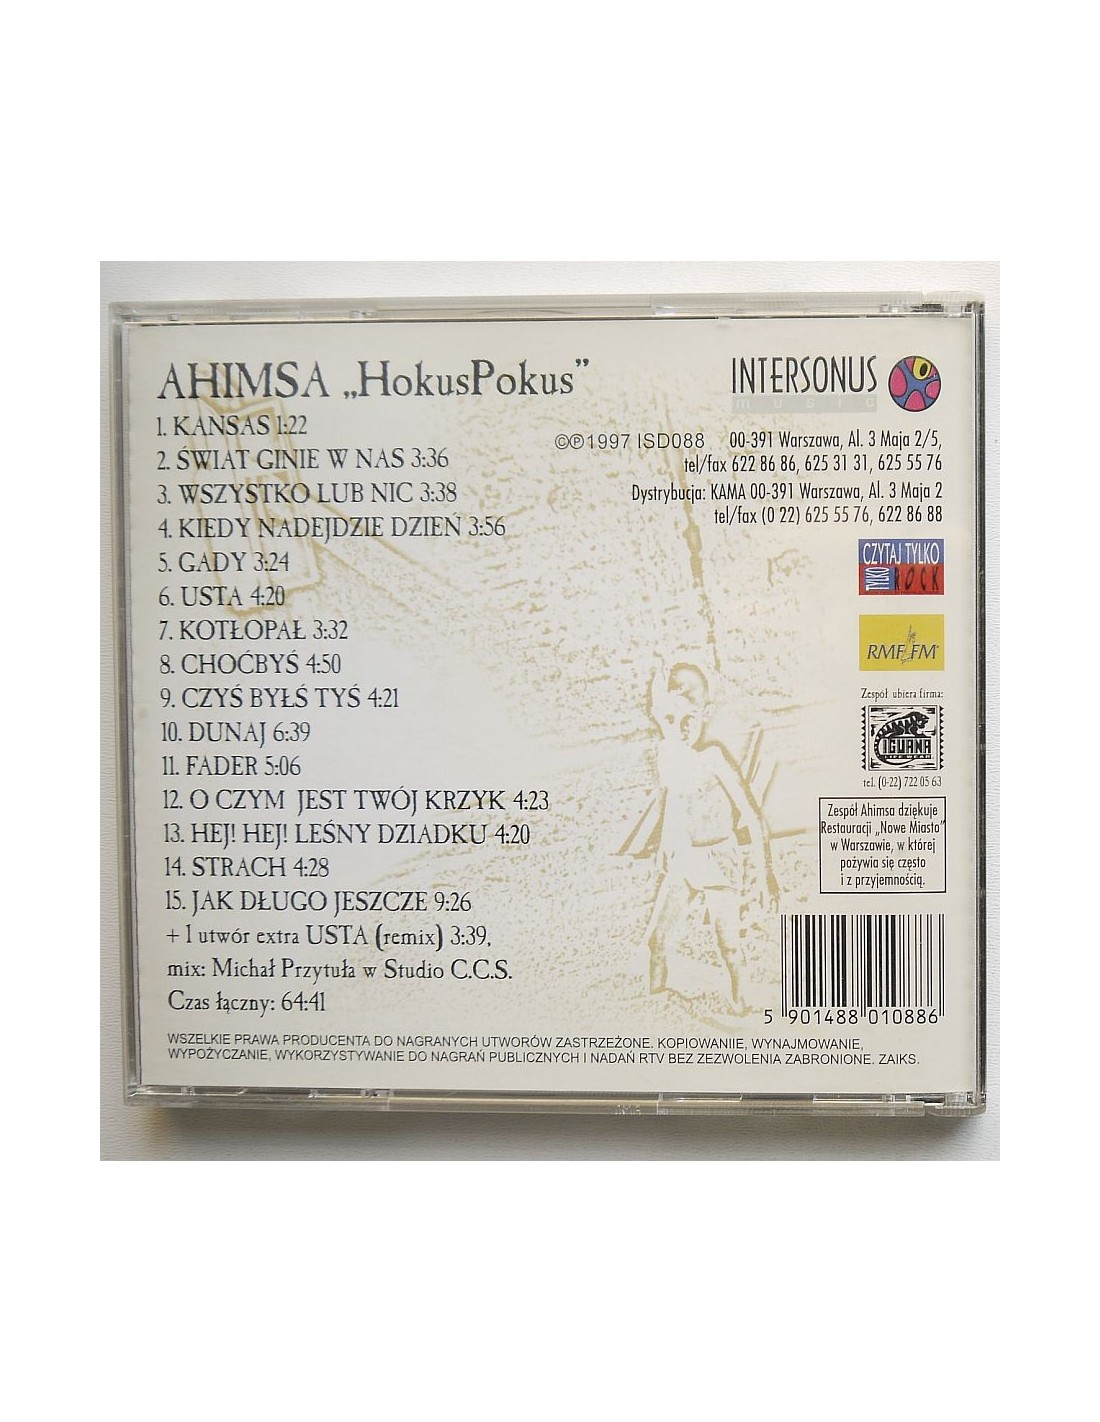 AHIMSA „HokusPokus”
1. KANSAS 1:22
2. ŚWIAT GINIE W NAS 3:36
3. WSZYSTKO LUB NIC 3:38
4. KIEDY NADEJDZIE DZIEŃ 3:56
5. GADY 3:24
6. USTA 4:20
7. KOTŁOPAŁ 3:32
8. CHOĆBYŚ 4:50
9. CZYŚ BYŁŚ TYŚ 4:21
10. DUNAJ 6:39
11. FADER 5:06
12. O CZYM JEST TWÓJ KRZYK 4:23
13. HEJ! HEJ! LEŚNY DZIADKU 4:20
14. STRACH 4:28
15. JAK DŁUGO JESZCZE 9:26
+ 1 utwór extra USTA (remix) 3:39,
mix: Michał Przytuła w Studio C.C.S.
Czas łączny: 64:41
INTERSONUS
music
©℗1997 ISD088
00-391 Warszawa, Al. 3 Maja 2/5,
tel/fax 622 86 86, 625 31 31, 625 55 76
Dystrybucja: KAMA 00-391 Warszawa, Al. 3 Maja 2
tel/fax (0 22) 625 55 76, 622 86 88
CZYTAJ TYLKO
TYLKO ROCK
RMF FM
Zespół ubiera firma:
IGUANA
tel. (0-22) 722 05 63
Zespół Ahimsa dziękuje
Restauracji „Nowe Miasto”
w Warszawie, w której
pożywia się często
i z przyjemnością.
5 901488 010886
WSZELKIE PRAWA PRODUCENTA DO NAGRANYCH UTWORÓW ZASTRZEŻONE. KOPIOWANIIE, WYNAJMOWANIE,
WYPOŻYCZANIE, WYKORZYSTYWANIE DO NAGRAŃ PUBLICZNYCH I NADAŃ RTV BEZ ZEZWOLENIA ZABRONIONE. ZAIKS.